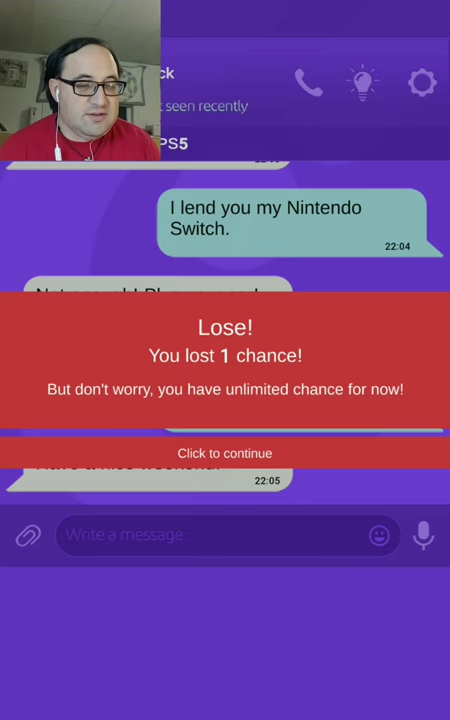 ck
t seen recently
PS5
I lend you my Nintendo
Switch.
22:04
Lose!
You lost 1 chance!
But don't worry, you have unlimited chance for now!
Click to continue
22:05
Write a message...